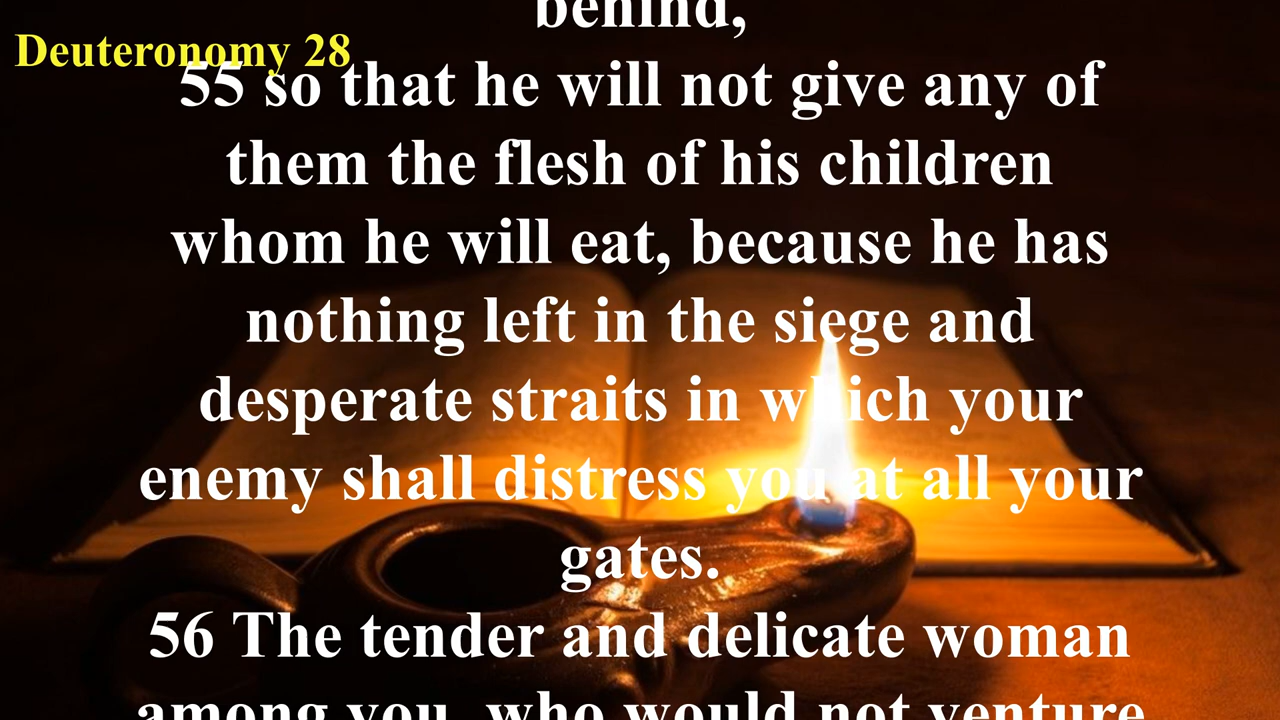 behind,
Deuteronomy 28
55 so that he will not give any of
them the flesh of his children
whom he will eat, because he has
nothing left in the siege and
desperate straits in which your
enemy shall distress you at all your
gates.
56 The tender and delicate woman
among you, who would not venture